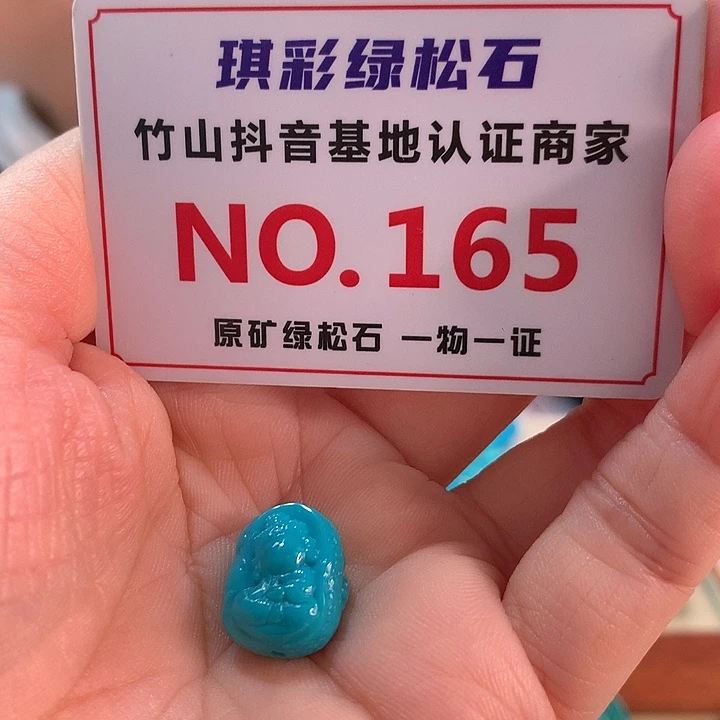 琪彩绿松石
竹山抖音基地认证商家
NO.165
原矿绿松石 一物一证